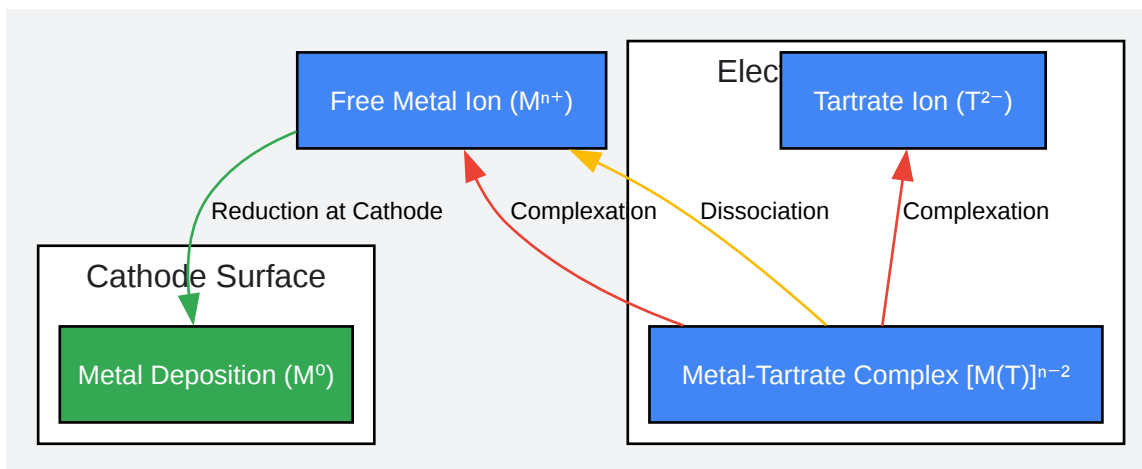 Elec
Free Metal Ion (Mⁿ⁺)
Tartrate Ion (T²⁻)
Reduction at Cathode
Complexation
Dissociation
Complexation
Cathode Surface
Metal Deposition (M⁰)
Metal-Tartrate Complex [M(T)]ⁿ⁻²